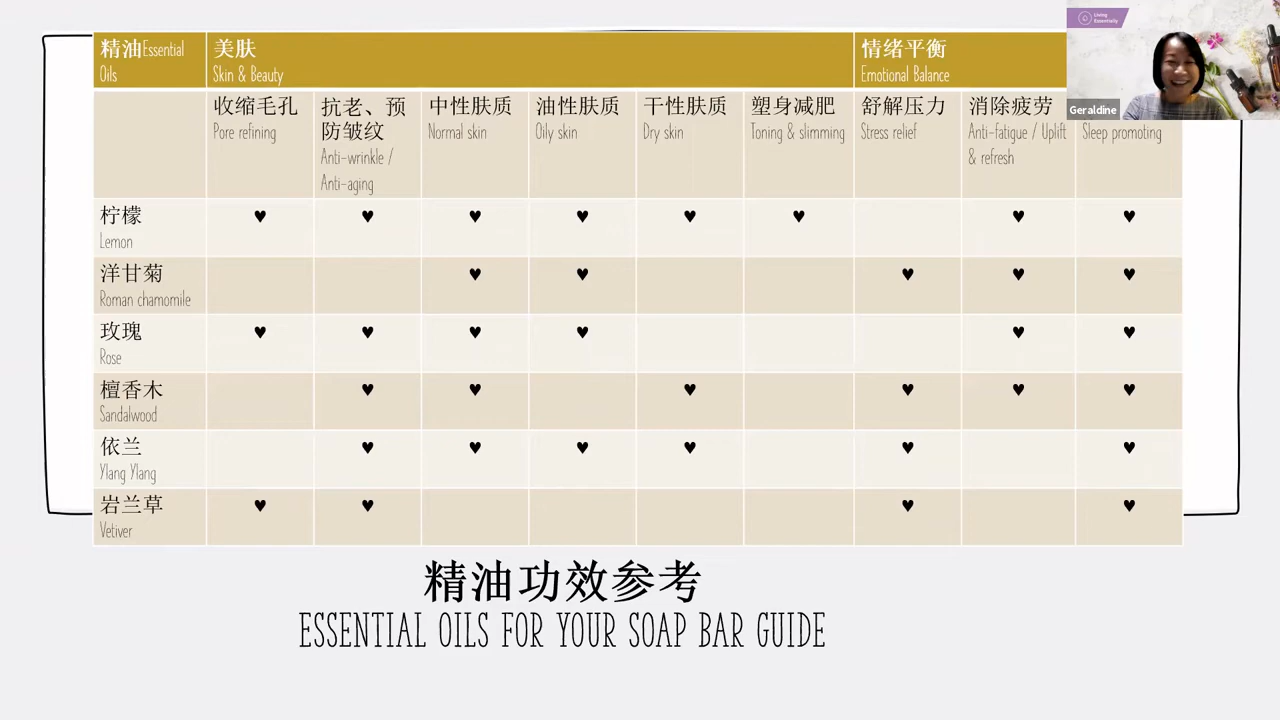 精油Essential
Oils
美肤
Skin & Beauty
情绪平衡
Emotional Balance
Living
Essentially
Geraldine
收缩毛孔
Pore refining
抗老、预
防皱纹
Anti-wrinkle /
Anti-aging
中性肤质
Normal skin
油性肤质
Oily skin
干性肤质
Dry skin
塑身减肥
Toning & slimming
舒解压力
Stress relief
消除疲劳
Anti-fatigue / Uplift
& refresh
Sleep promoting
柠檬 ♥ ♥ ♥ ♥ ♥ ♥ ♥ ♥
Lemon
洋甘菊 ♥ ♥ ♥ ♥ ♥
Roman chamomile
玫瑰 ♥ ♥ ♥ ♥ ♥ ♥
Rose
檀香木 ♥ ♥ ♥ ♥ ♥ ♥
Sandalwood
依兰 ♥ ♥ ♥ ♥ ♥ ♥
Ylang Ylang
岩兰草 ♥ ♥ ♥ ♥
Vetiver
精油功效参考
ESSENTIAL OILS FOR YOUR SOAP BAR GUIDE